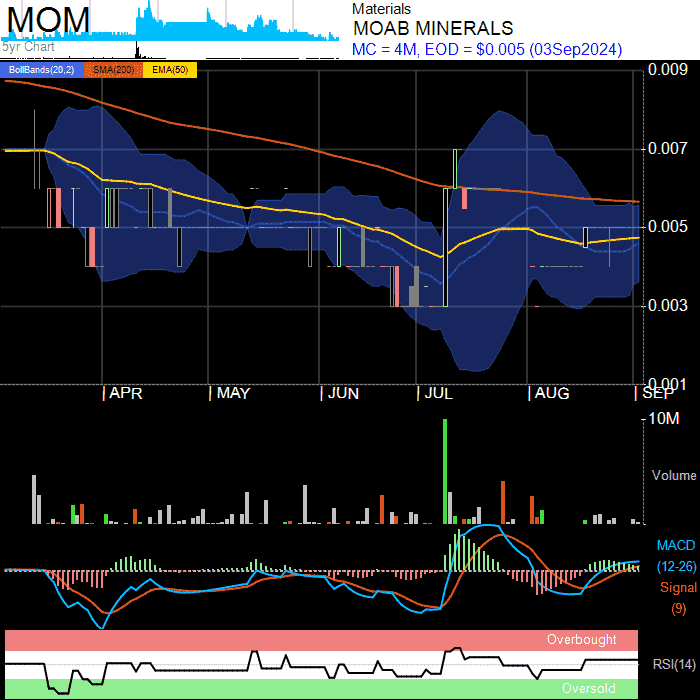 MOM
5yr Chart
Materials
MOAB MINERALS
MC = 4M, EOD = $0.005 (03Sep2024)
BollBands(20,2) SMA(200) EMA(50)
0.009
0.007
0.005
0.003
0.001
APR MAY JUN JUL AUG SEP
10M
Volume
MACD
(12-26)
Signal
(9)
Overbought
RSI(14)
Oversold